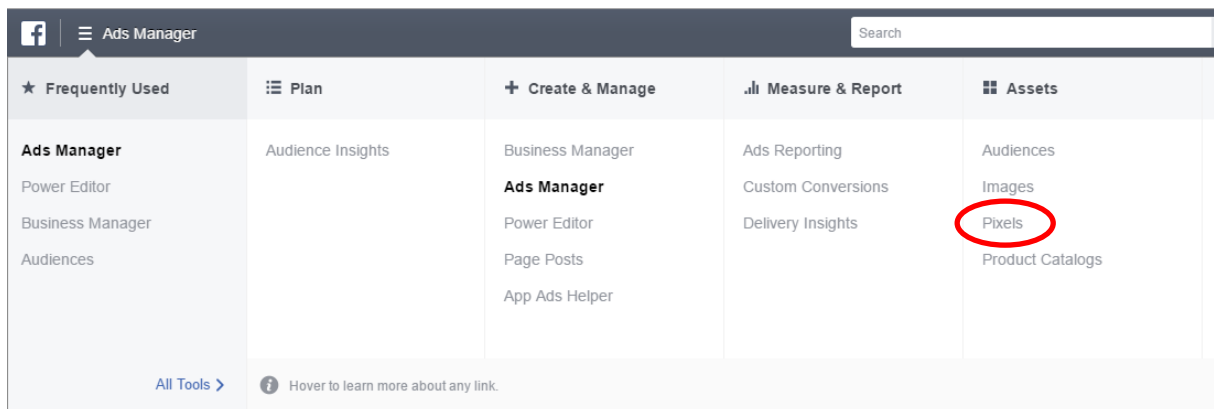 f
Ads Manager
Search
Frequently Used
Plan
Create & Manage
Measure & Report
Assets
Ads Manager
Power Editor
Business Manager
Audiences
All Tools
Audience Insights
Business Manager
Ads Manager
Power Editor
Page Posts
App Ads Helper
Ads Reporting
Custom Conversions
Delivery Insights
Audiences
Images
Pixels
Product Catalogs
Hover to learn more about any link.